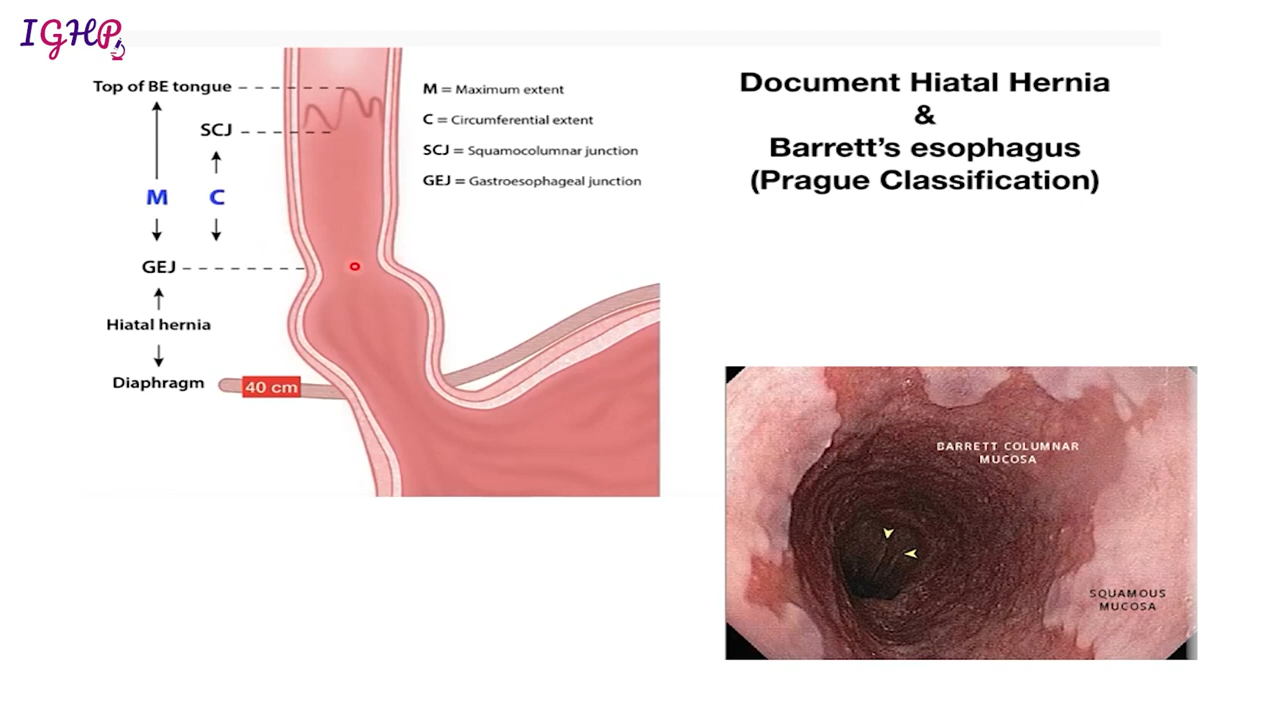 IGHP
Top of BE tongue
SCJ
M C
GEJ
Hiatal hernia
Diaphragm
40 cm
M = Maximum extent
C = Circumferential extent
SCJ = Squamocolumnar junction
GEJ = Gastroesophageal junction
Document Hiatal Hernia
&
Barrett’s esophagus
(Prague Classification)
BARRETT COLUMNAR
MUCOSA
SQUAMOUS
MUCOSA